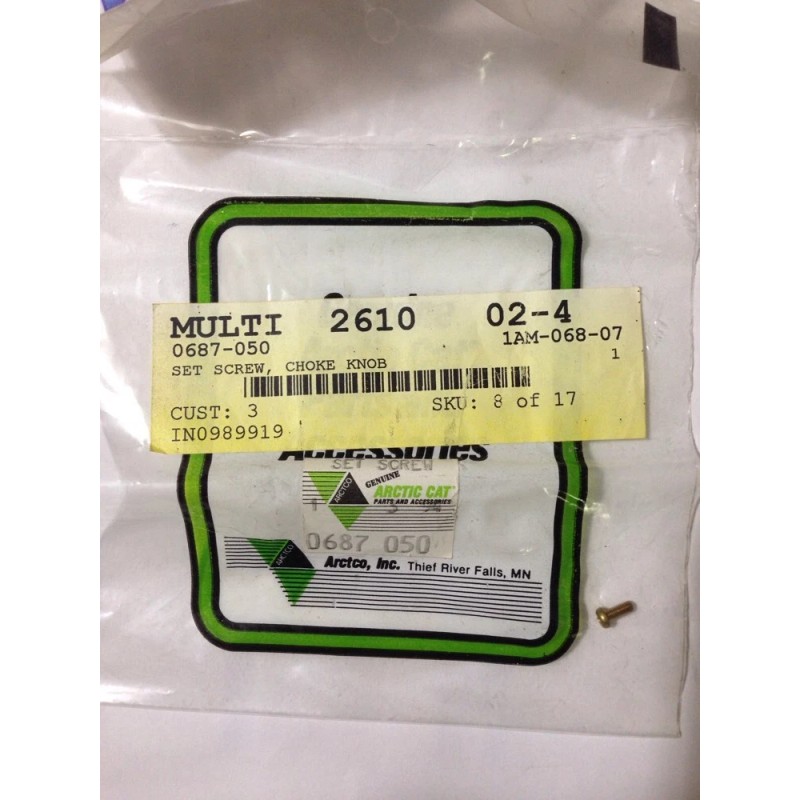 MULTI 2610 02-4
0687-050 1AM-068-07
SET SCREW, CHOKE KNOB 1
CUST: 3 SKU: 8 of 17
IN0989919
Accessories
SET SCREW
ARCTCO GENUINE ARCTIC CAT
PARTS AND ACCESSORIES
0687 050
ARCTCO
Arctco, Inc. Thief River Falls, MN